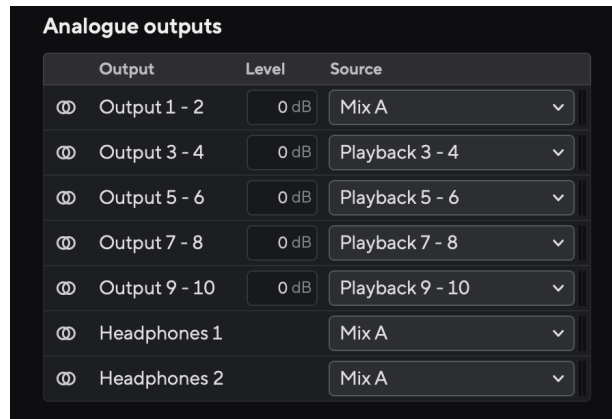 Analogue outputs
Output Level Source
Output 1 - 2 0 dB Mix A
Output 3 - 4 0 dB Playback 3 - 4
Output 5 - 6 0 dB Playback 5 - 6
Output 7 - 8 0 dB Playback 7 - 8
Output 9 - 10 0 dB Playback 9 - 10
Headphones 1 Mix A
Headphones 2 Mix A